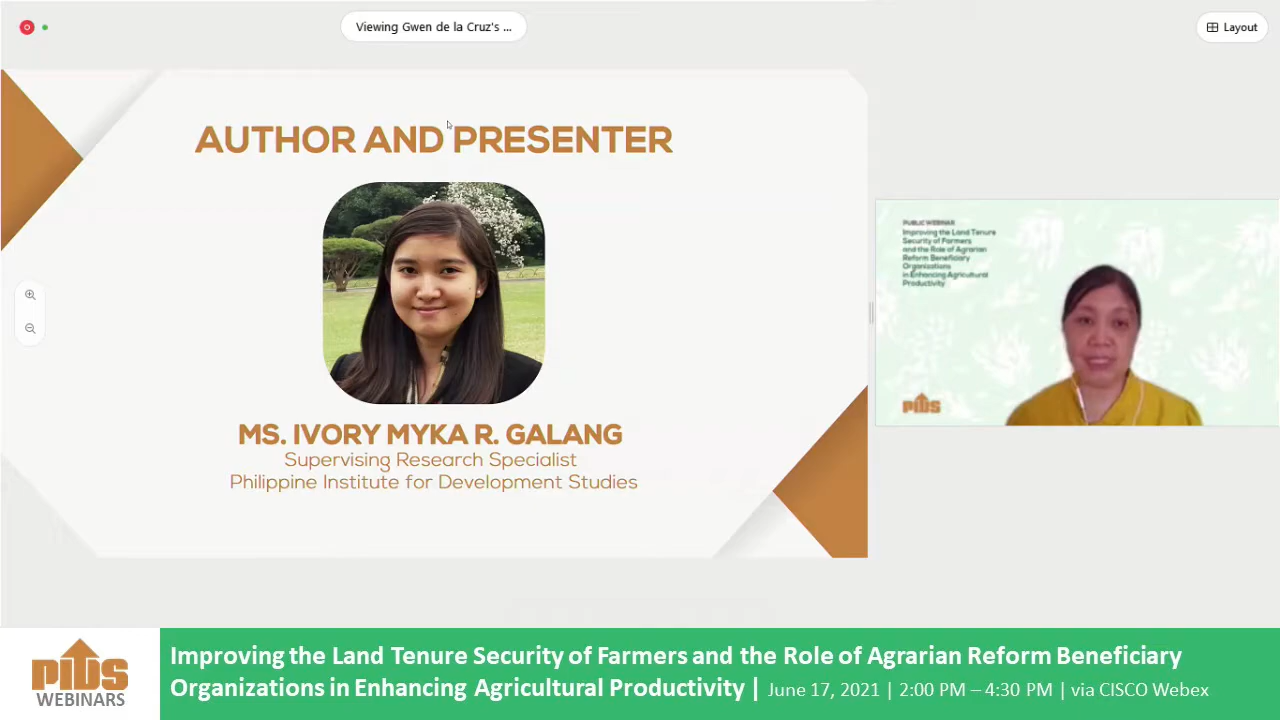 Viewing Gwen de la Cruz's ...
Layout
AUTHOR AND PRESENTER
MS. IVORY MYKA R. GALANG
Supervising Research Specialist
Philippine Institute for Development Studies
PUBLIC WEBINAR
Improving the Land Tenure
Security of Farmers
and the Role of Agrarian
Reform Beneficiary
Organizations
in Enhancing Agricultural
Productivity
PIDS
PIDS
WEBINARS
Improving the Land Tenure Security of Farmers and the Role of Agrarian Reform Beneficiary
Organizations in Enhancing Agricultural Productivity | June 17, 2021 | 2:00 PM – 4:30 PM | via CISCO Webex